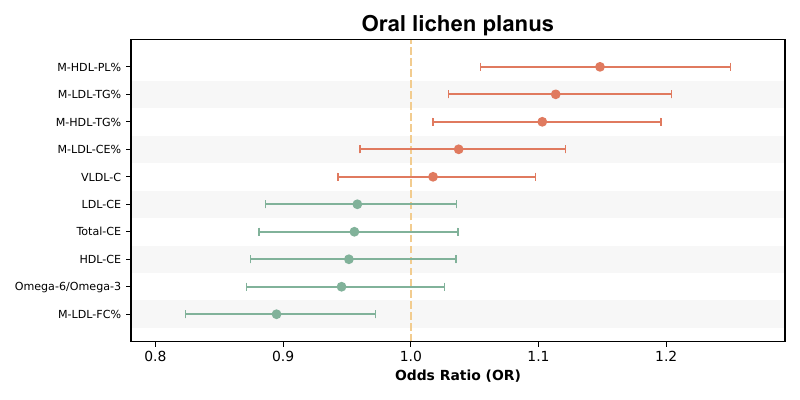 Oral lichen planus
M-HDL-PL%
M-LDL-TG%
M-HDL-TG%
M-LDL-CE%
VLDL-C
LDL-CE
Total-CE
HDL-CE
Omega-6/Omega-3
M-LDL-FC%
0.8 0.9 1.0 1.1 1.2
Odds Ratio (OR)